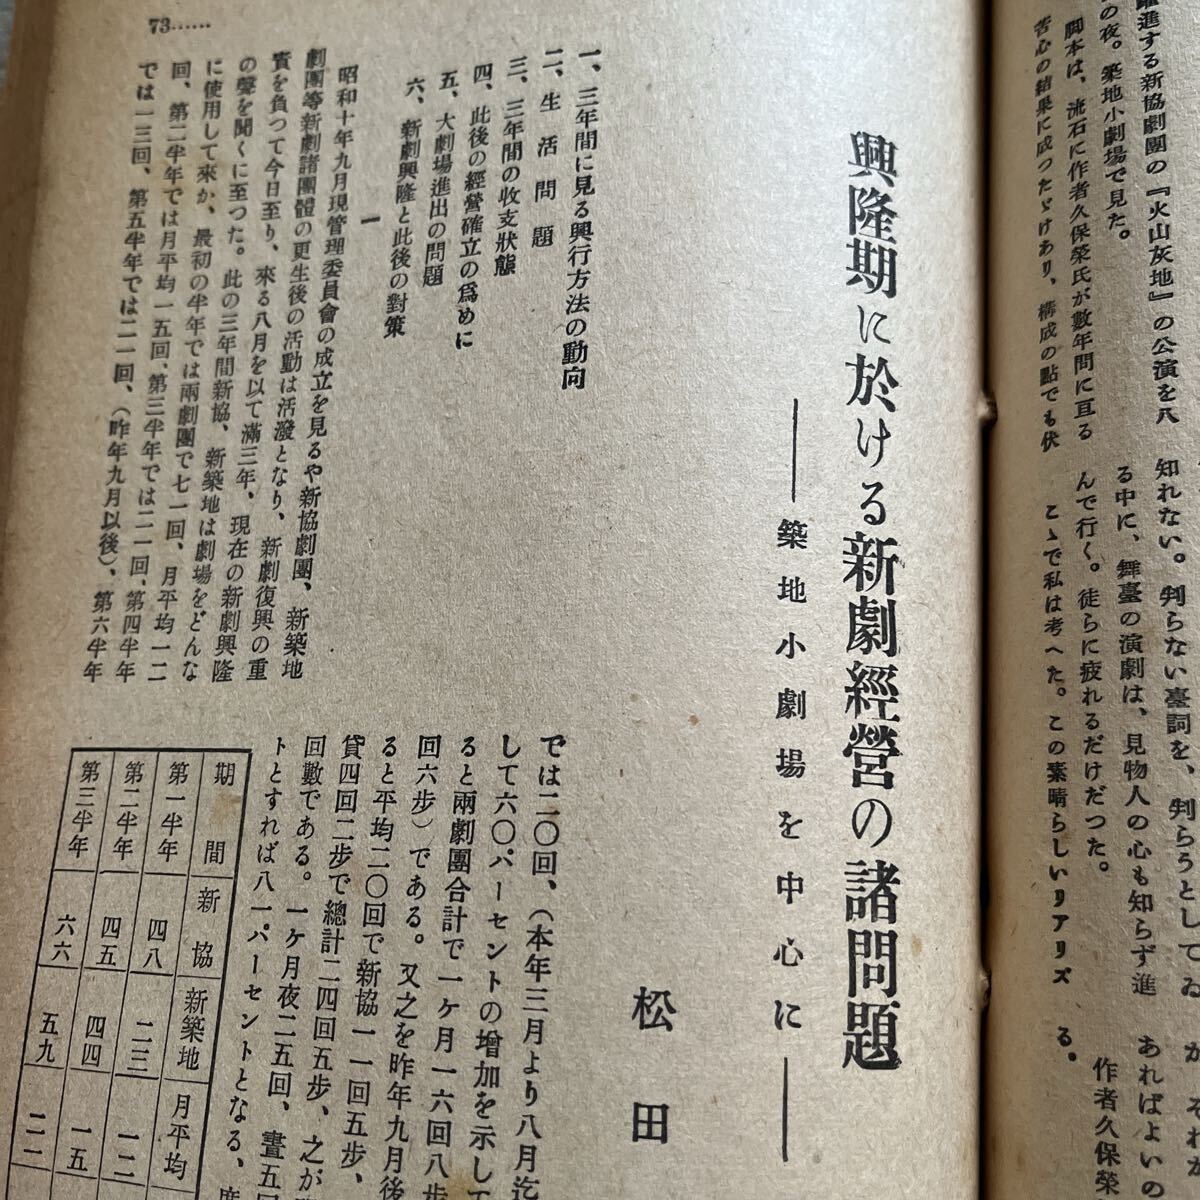 躍進する新協劇團の『火山灰地』の公演を八
の夜。築地小劇場で見た。
脚本は、流石に作者久保榮氏が數年間に亘る
苦心の結果に成つたゞけあり、構成の點でも伏
知れない。判らない臺詞を、判らうとしてゐ
る中に、舞臺の演劇は、見物人の心も知らず進
んで行く。徒らに疲れるだけだつた。
こゝで私は考へた。この素晴らしいリアリズ
る。
あればよいの
作者久保榮
興隆期に於ける新劇經營の諸問題
――築地小劇場を中心に――
松田
一、三年間に見る興行方法の動向
二、生活問題
三、三年間の收支狀態
四、此後の經營確立の爲めに
五、大劇場進出の問題
六、新劇興隆と此後の對策
一
昭和十年九月現管理委員會の成立を見るや新協劇團、新築地
劇團等新劇諸團體の更生後の活動は活潑となり、新劇復興の重
責を負つて今日至り、來る八月を以て滿三年、現在の新劇興隆
の聲を聞くに至つた。此の三年間新協、新築地は劇場をどんな
に使用して來か、最初の半年では兩劇團で七一回、月平均一二
回、第二半年では月平均一五回、第三半年では二一回、第四半年
では一三回、第五半年では二一回、(昨年九月以後)、第六半年
では二〇回、(本年三月より八月迄
して六〇パーセントの增加を示して
ると兩劇團合計で一ケ月一六回八步
回六步)である。又之を昨年九月後
ると平均二〇回で新協一一回五步、
貸四回二步で總計二四回五步、之が
回數である。一ケ月夜二五回、晝五回
トとすれば八一パーセントとなる、
期間 新協 新築地 月平均
第一半年 四八 二三 一二
第二半年 四五 四四 一五
第三半年 六六 五九 二一
73……